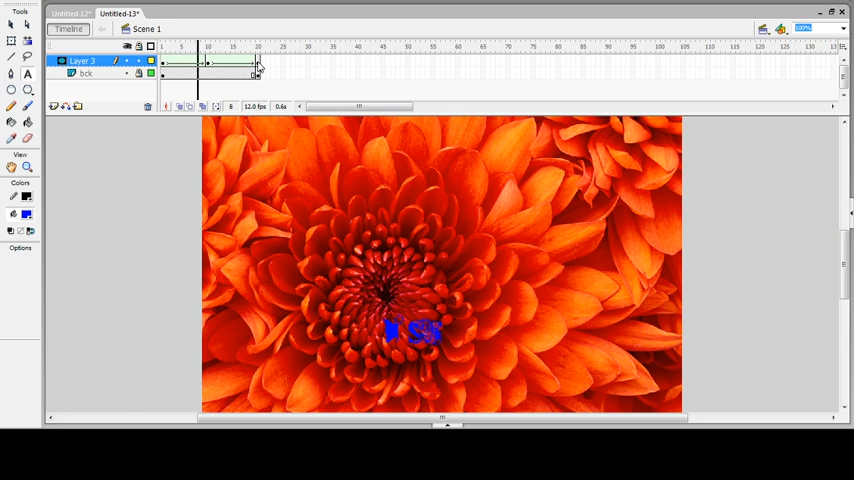 Untitled-12* Untitled-13*
Timeline Scene 1 100%
Tools
1 5 10 15 20 25 30 35 40 45 50 55 60 65 70 75 80 85 90 95 100 105 110 115 120 125 130 13
Layer 3
bck
8 12.0 fps 0.6s
View
Colors
Options